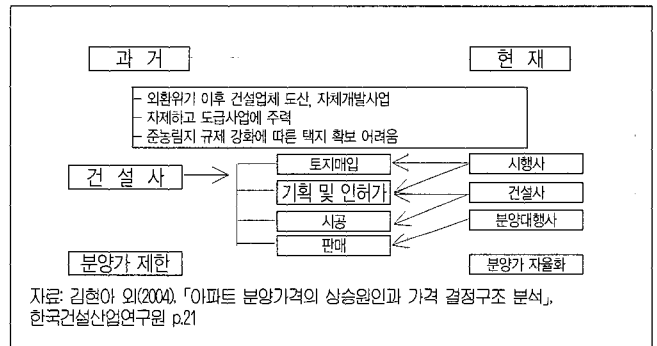 과 거
현 재
- 외환위기 이후 건설업체 도산, 자체개발사업
- 자제하고 도급사업에 주력
- 준농림지 규제 강화에 따른 택지 확보 어려움
토지매입
시행사
건 설 사
기획 및 인허가
건설사
시공
분양대행사
판매
분양가 제한
분양가 자율화
자료: 김현아 외(2004), 「아파트 분양가격의 상승원인과 가격 결정구조 분석」,
한국건설산업연구원 p.21